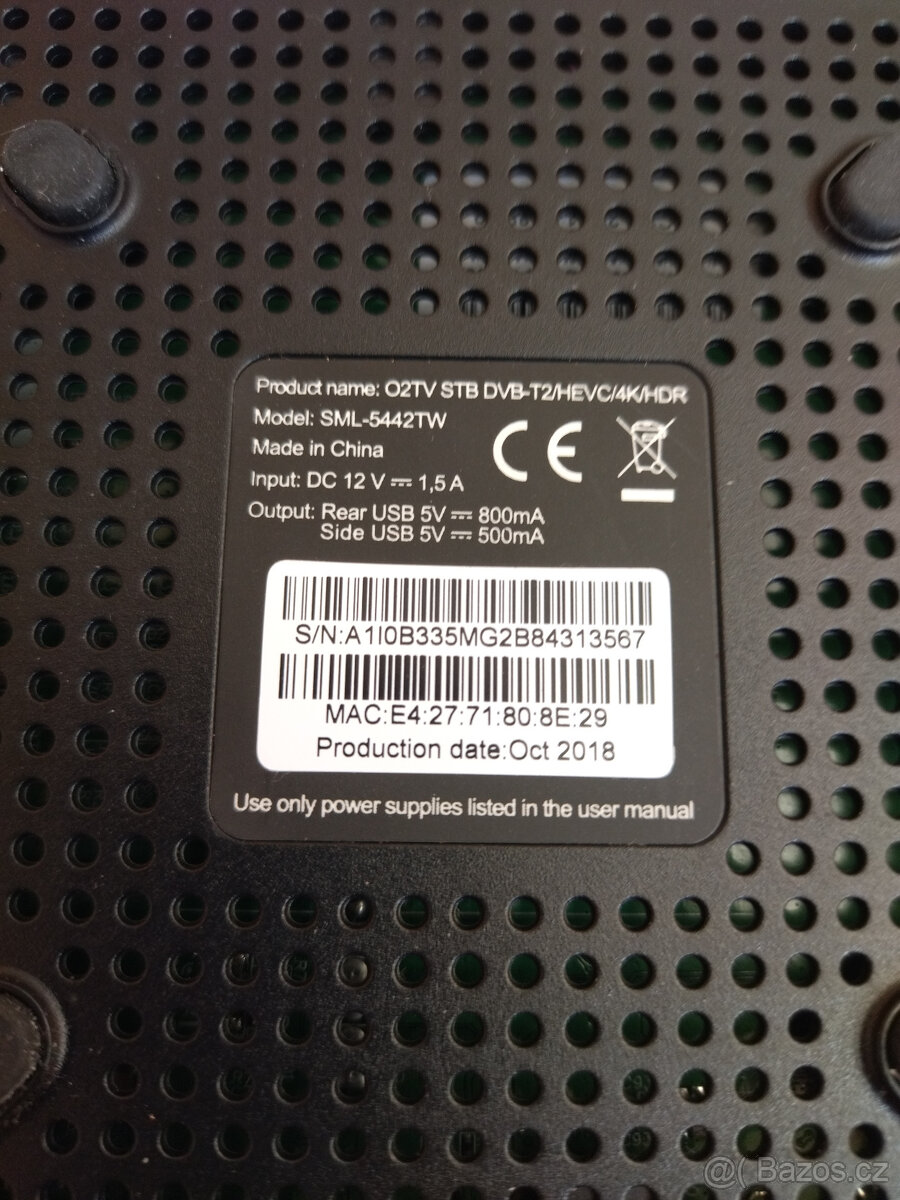 Product name: O2TV STB DVB-T2/HEVC/4K/HDR
Model: SML-5442TW
Made in China
Input: DC 12 V ⎓ 1,5 A
Output: Rear USB 5V ⎓ 800mA
Side USB 5V ⎓ 500mA
CE
S/N:A1I0B335MG2B84313567
MAC:E4:27:71:80:8E:29
Production date:Oct 2018
Use only power supplies listed in the user manual
@( Bazos.cz